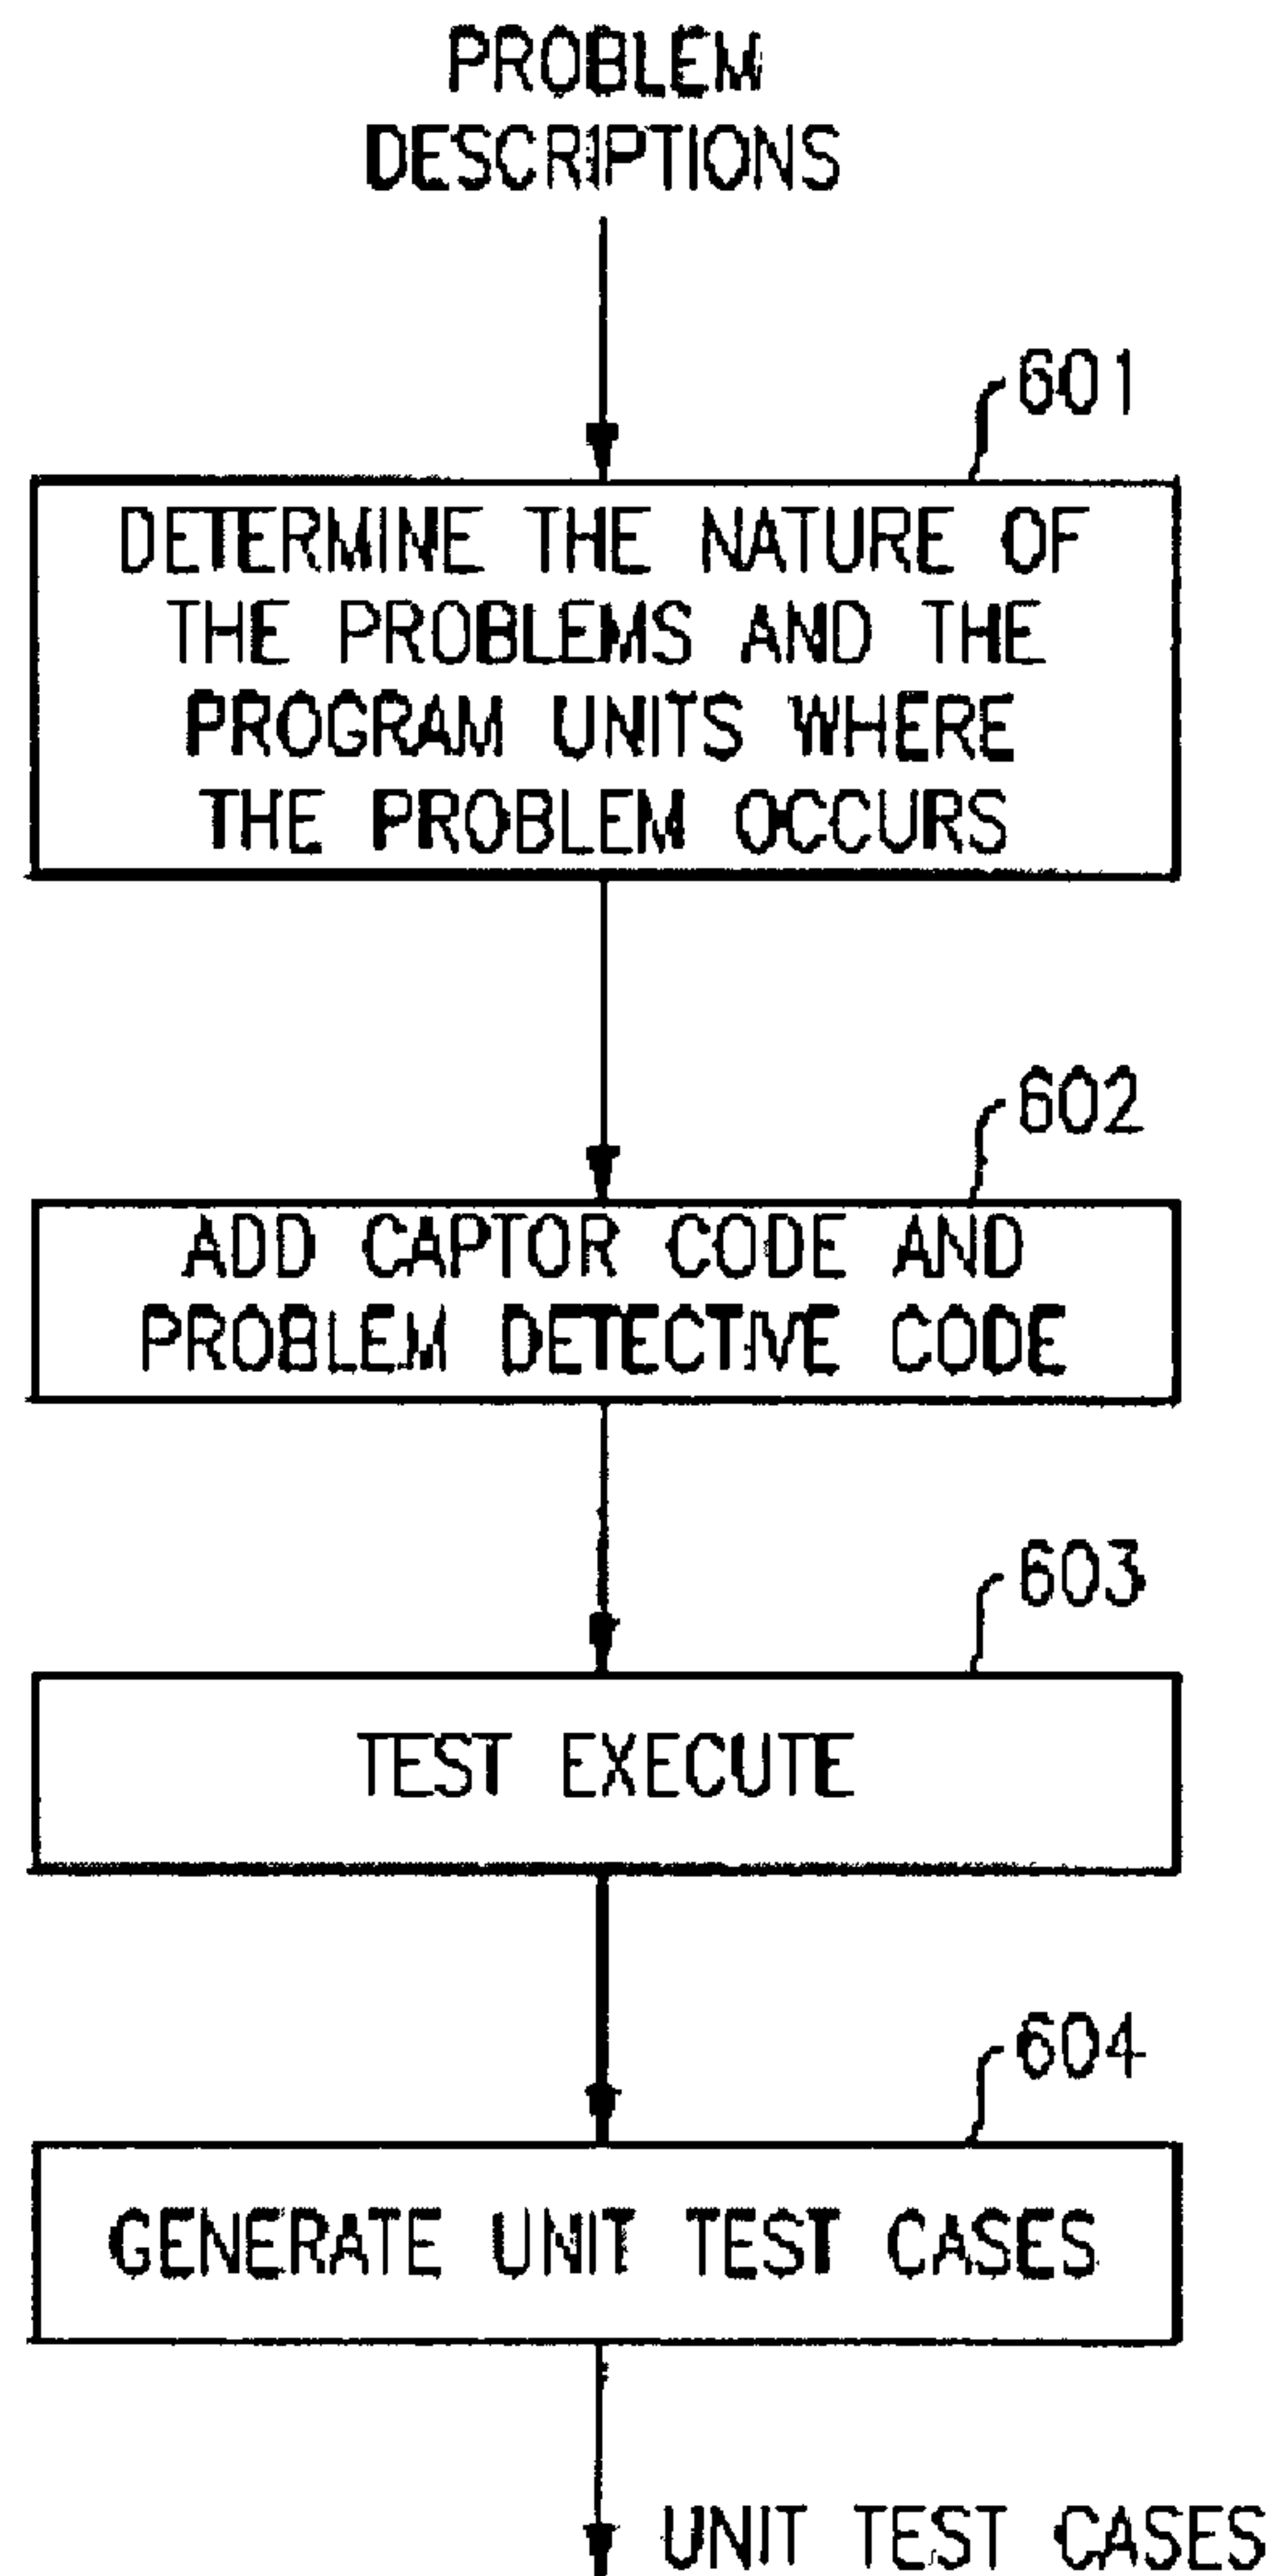 PROBLEM
DESCRIPTIONS
601
DETERMINE THE NATURE OF
THE PROBLEMS AND THE
PROGRAM UNITS WHERE
THE PROBLEM OCCURS
602
ADD CAPTOR CODE AND
PROBLEM DETECTIVE CODE
603
TEST EXECUTE
604
GENERATE UNIT TEST CASES
UNIT TEST CASES